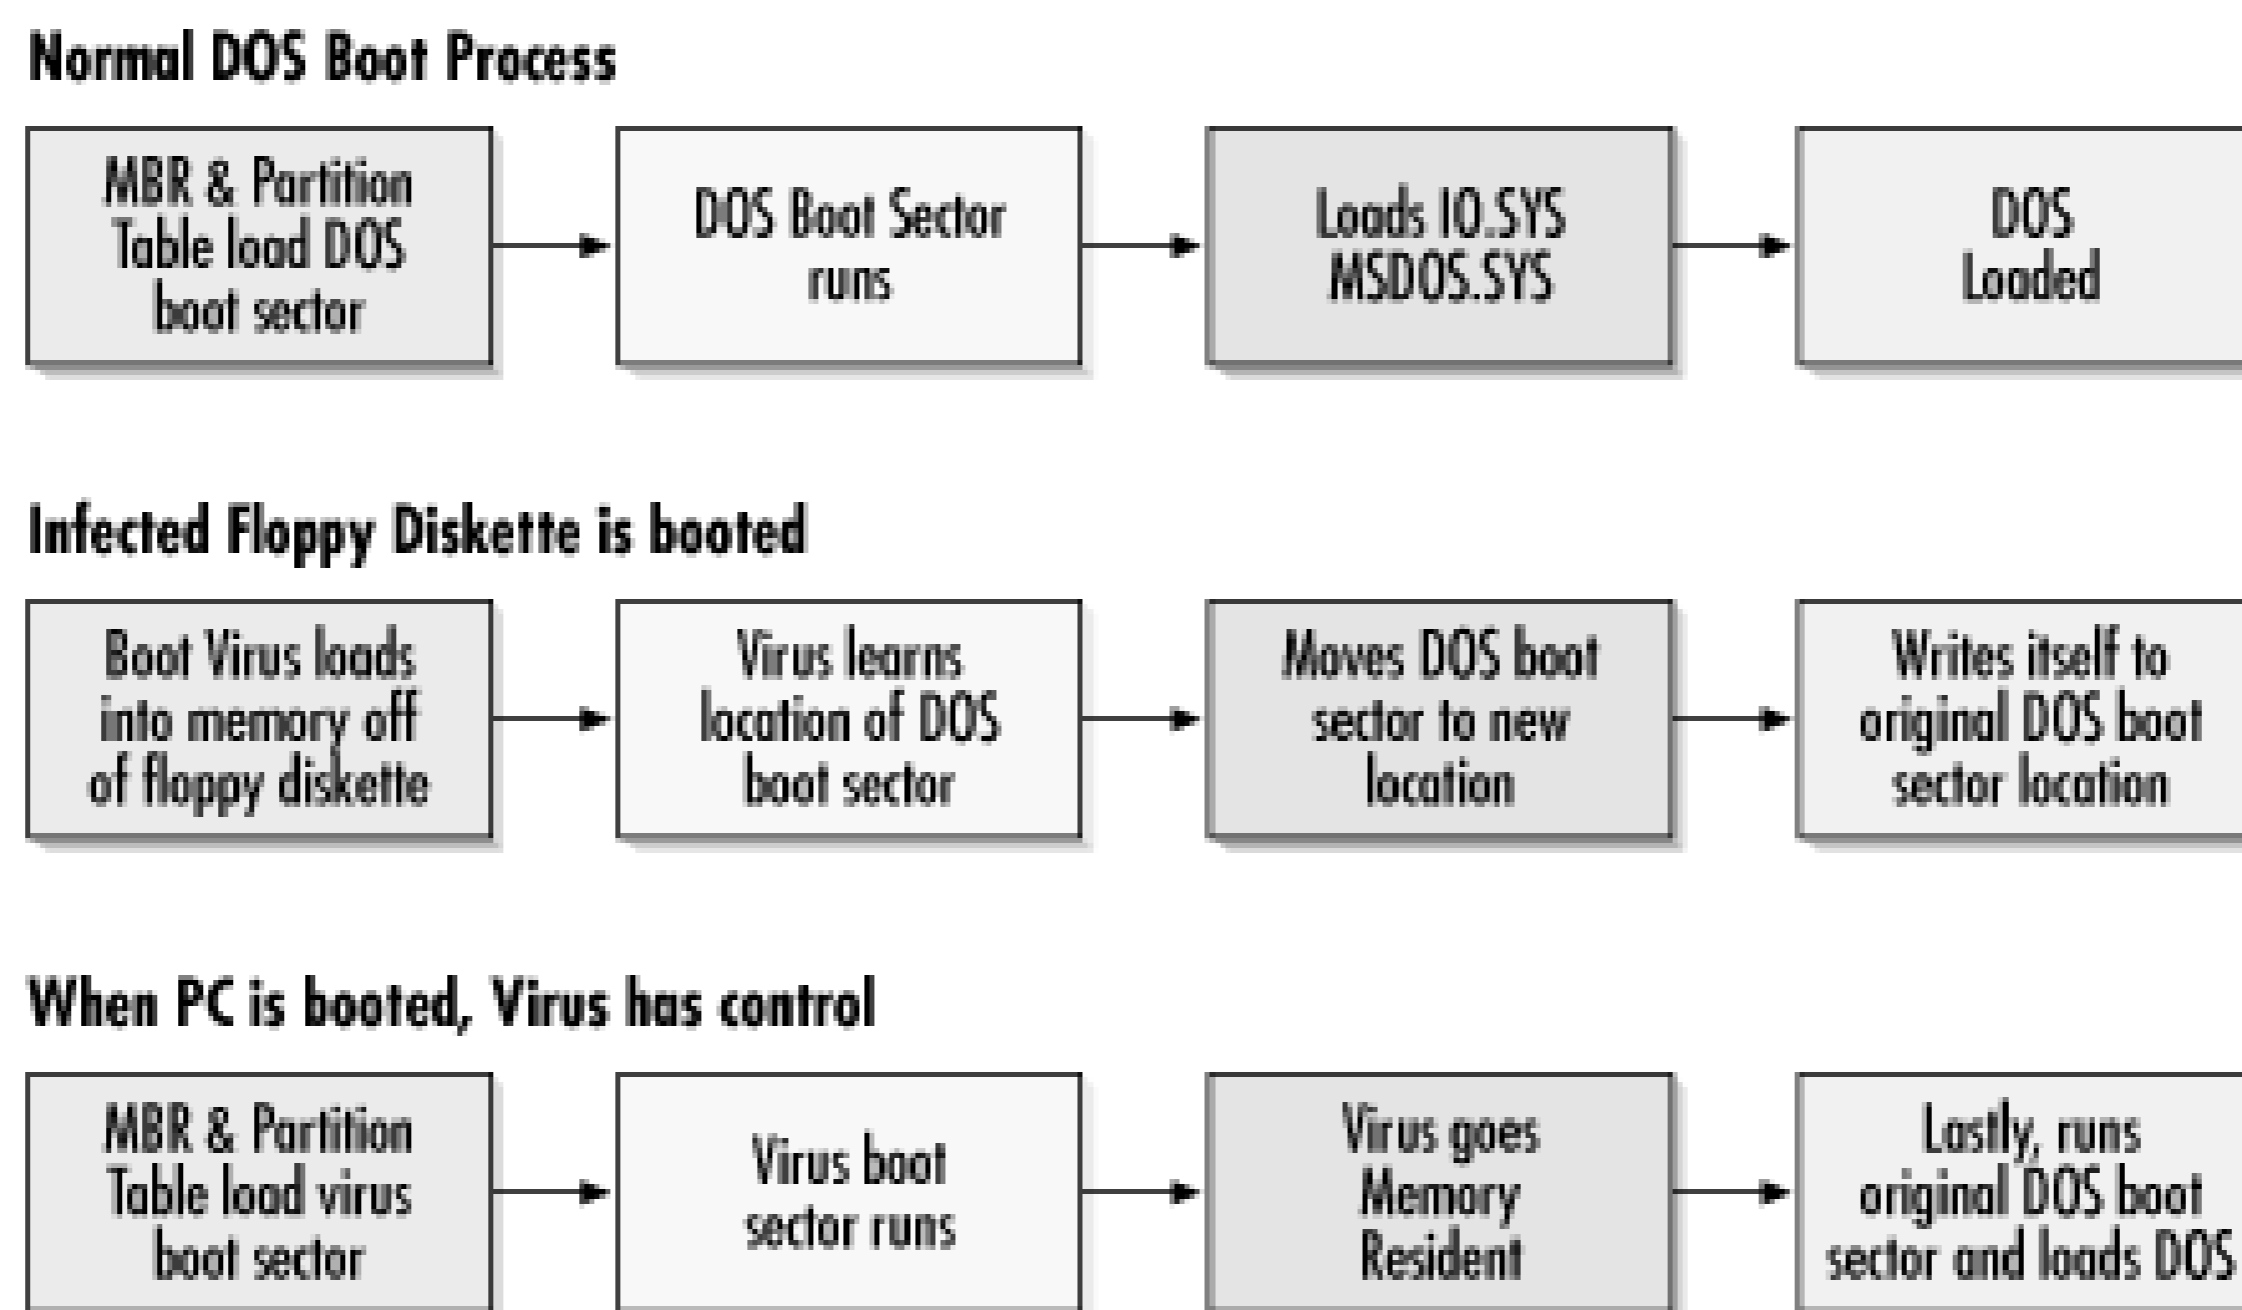 Normal DOS Boot Process
MBR & Partition
Table load DOS
boot sector
DOS Boot Sector
runs
Loads IO.SYS
MSDOS.SYS
DOS
Loaded
Infected Floppy Diskette is booted
Boot Virus loads
into memory off
of floppy diskette
Virus learns
location of DOS
boot sector
Moves DOS boot
sector to new
location
Writes itself to
original DOS boot
sector location
When PC is booted, Virus has control
MBR & Partition
Table load virus
boot sector
Virus boot
sector runs
Virus goes
Memory
Resident
Lastly, runs
original DOS boot
sector and loads DOS